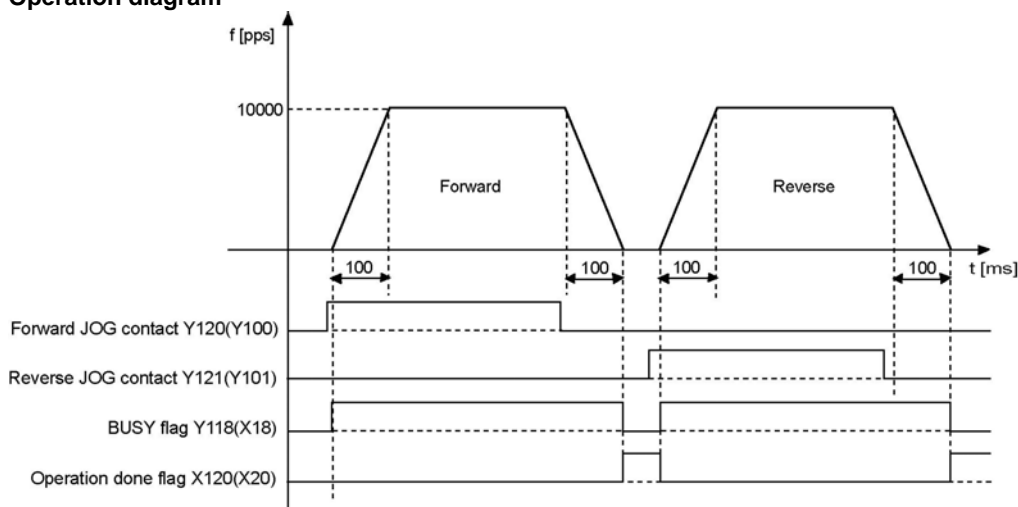 Operation diagram
f [pps]
10000
Forward
Reverse
100
100
100
100
t [ms]
Forward JOG contact Y120(Y100)
Reverse JOG contact Y121(Y101)
BUSY flag Y118(X18)
Operation done flag X120(X20)